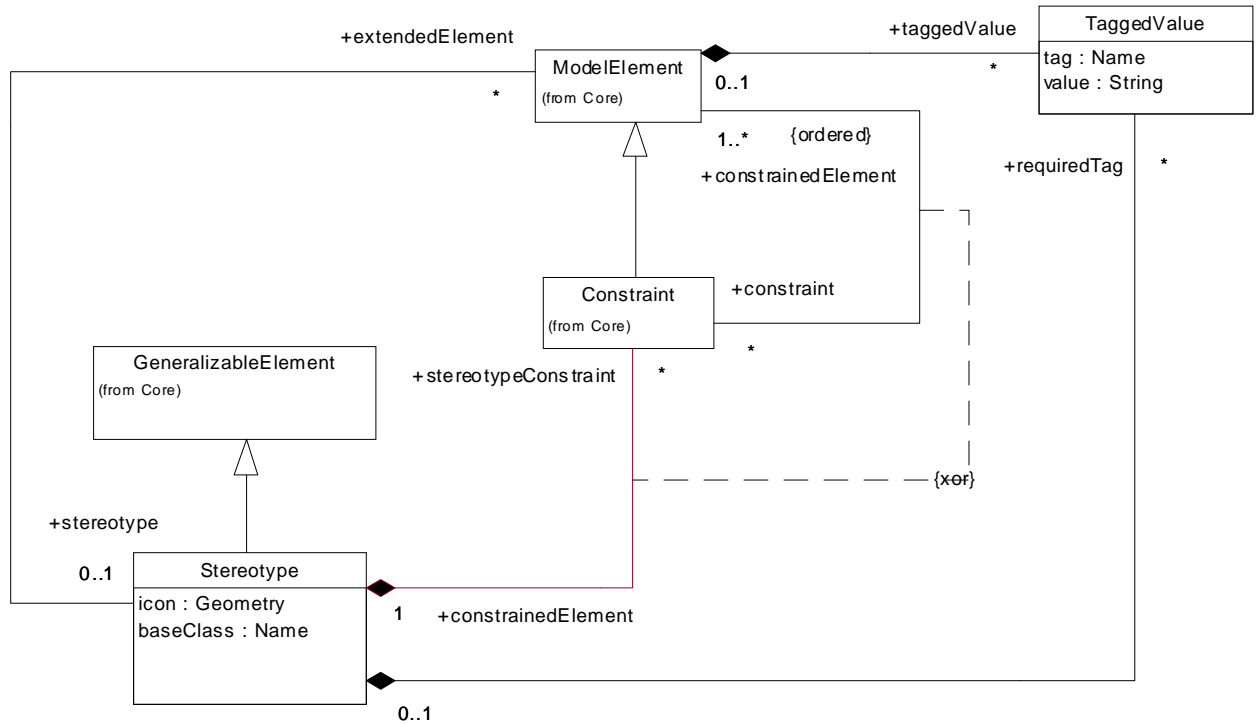 TaggedValue
+taggedValue
+extendedElement
tag : Name
ModelElement
*
value : String
0..1
*
(from Core)
1..*
{ordered}
+requiredTag
*
+constrainedElement
Constraint
+constraint
(from Core)
*
GeneralizableElement
+stereotypeConstraint
*
(from Core)
{xor}
+stereotype
0..1
Stereotype
icon : Geometry
1
+constrainedElement
baseClass : Name
0..1